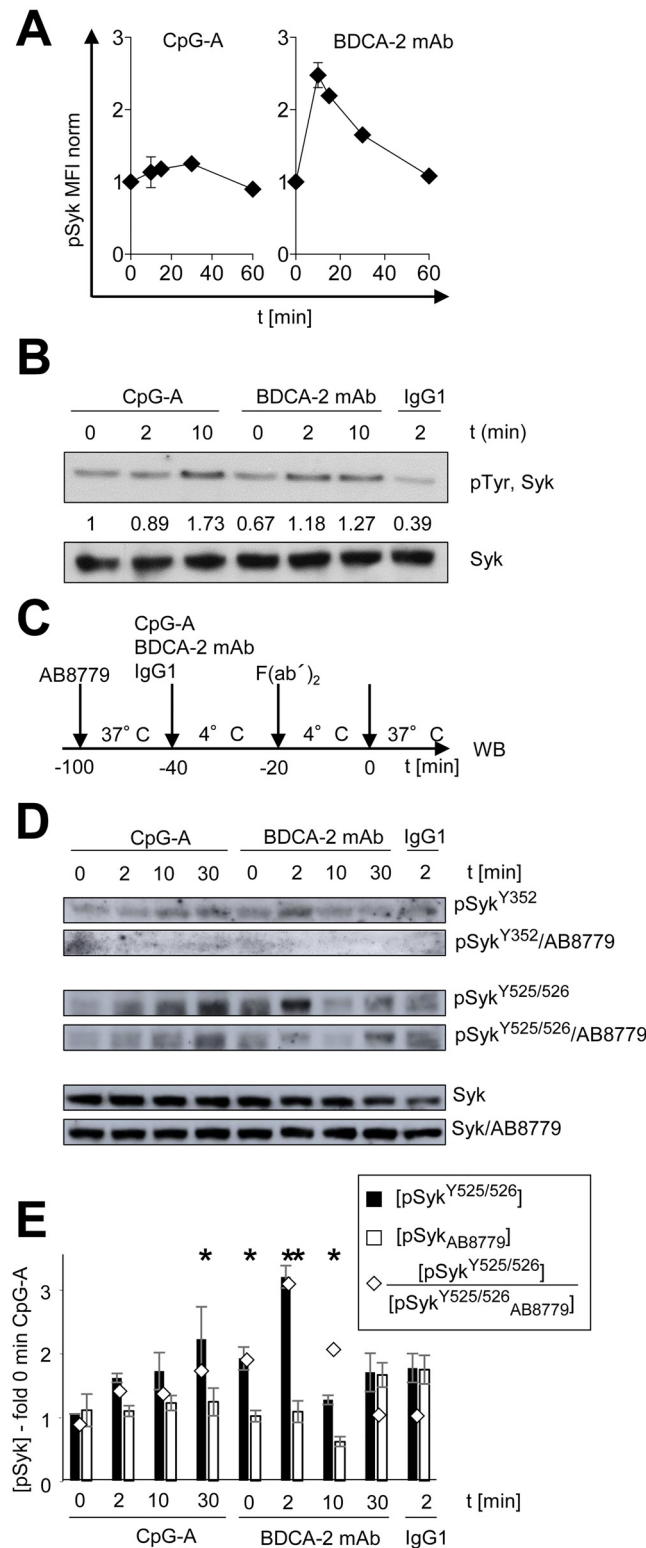 A
CpG-A BDCA-2 mAb
3 3
2 2
1 1
0 0
pSyk MFI norm
0 20 40 60 0 20 40 60
t [min]
B
CpG-A BDCA-2 mAb IgG1
0 2 10 0 2 10 2 t (min)
pTyr, Syk
1 0.89 1.73 0.67 1.18 1.27 0.39
Syk
C
CpG-A
BDCA-2 mAb
AB8779 IgG1 F(ab´)2
37° C 4° C 4° C 37° C WB
-100 -40 -20 0 t [min]
D
CpG-A BDCA-2 mAb IgG1
0 2 10 30 0 2 10 30 2 t [min]
pSykY352
pSykY352/AB8779
pSykY525/526
pSykY525/526/AB8779
Syk
Syk/AB8779
E
[pSykY525/526]
[pSykAB8779]
[pSykY525/526]
[pSykY525/526AB8779]
* * ** *
3
2
1
0
[pSyk] - fold 0 min CpG-A
0 2 10 30 0 2 10 30 2 t [min]
CpG-A BDCA-2 mAb IgG1